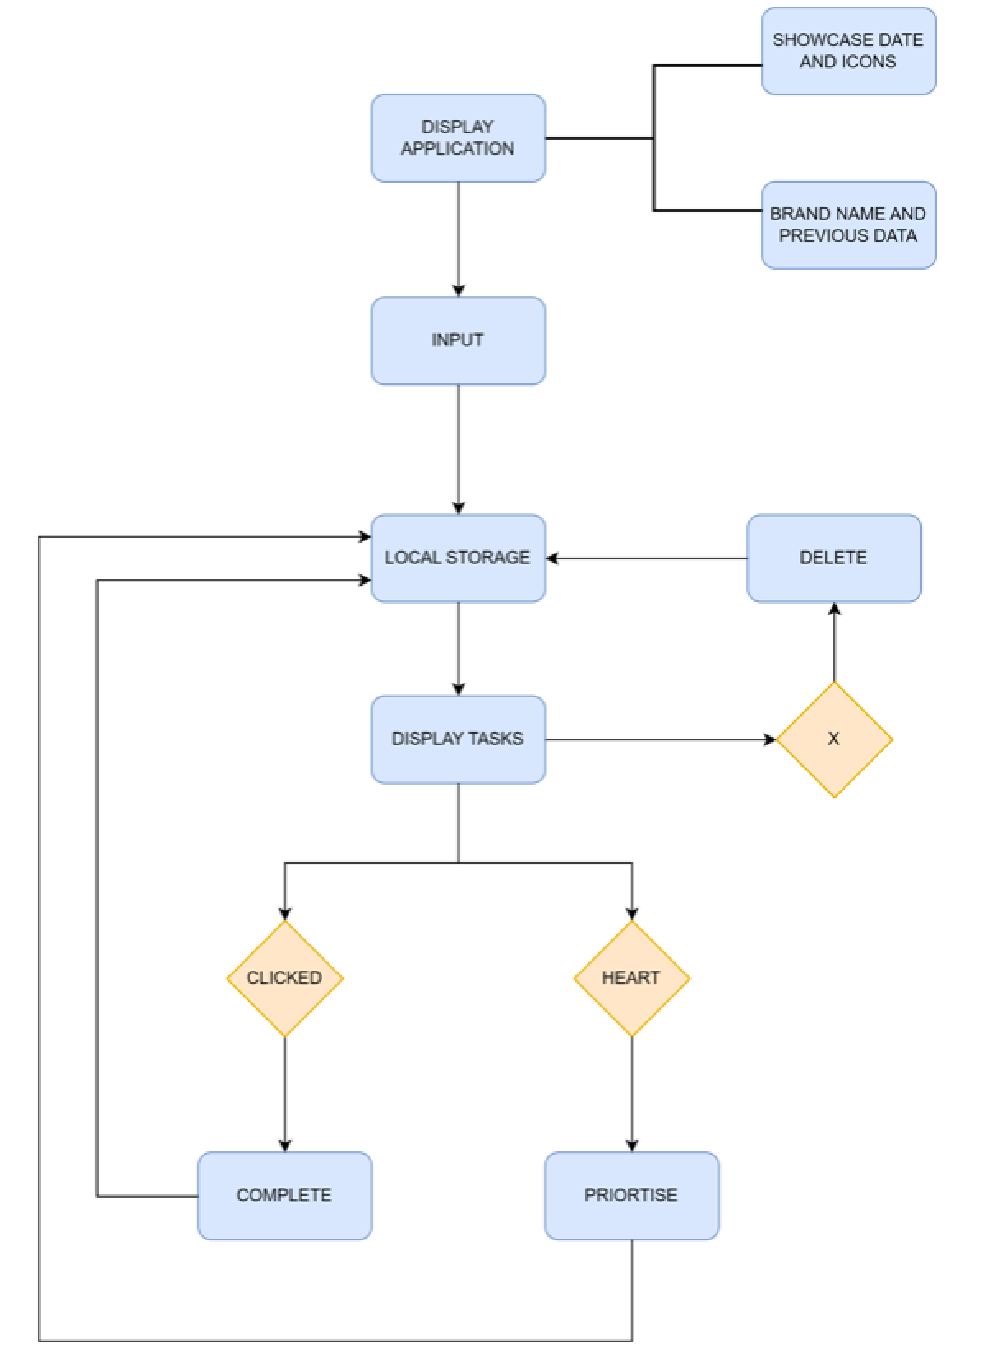 SHOWCASE DATE
AND ICONS
DISPLAY
APPLICATION
BRAND NAME AND
PREVIOUS DATA
INPUT
LOCAL STORAGE
DELETE
DISPLAY TASKS
X
CLICKED
HEART
COMPLETE
PRIORTISE